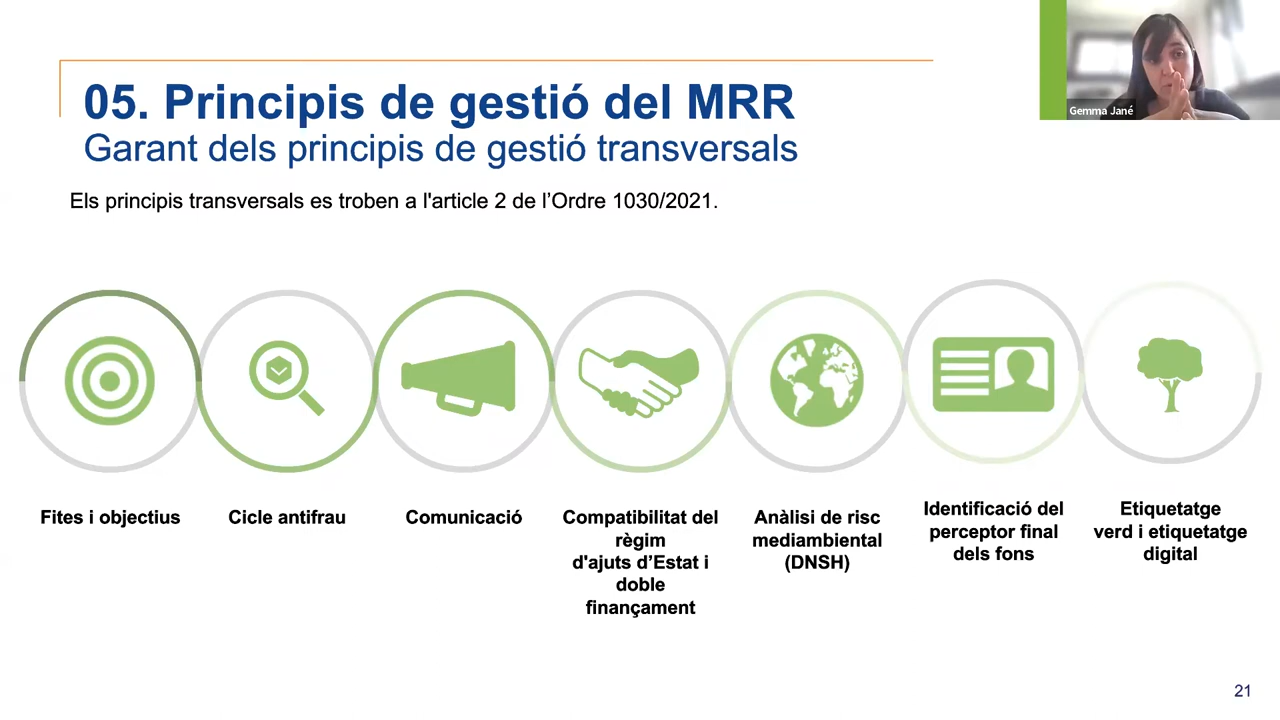 Gemma Jané
05. Principis de gestió del MRR
Garant dels principis de gestió transversals
Els principis transversals es troben a l'article 2 de l’Ordre 1030/2021.
Fites i objectius
Cicle antifrau
Comunicació
Compatibilitat del
règim
d'ajuts d’Estat i
doble
finançament
Anàlisi de risc
mediambiental
(DNSH)
Identificació del
perceptor final
dels fons
Etiquetatge
verd i etiquetatge
digital
21